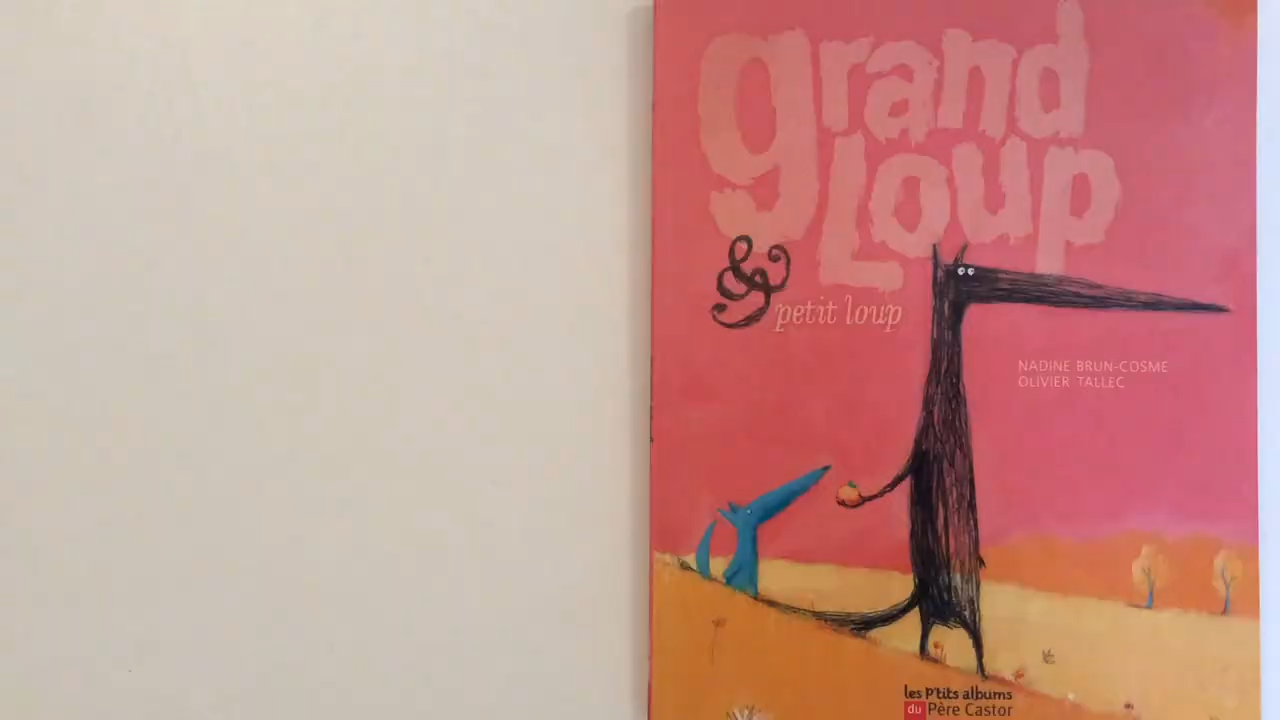 grand
Loup
&
petit loup
NADINE BRUN-COSME
OLIVIER TALLEC
les p'tits albums
du Père Castor